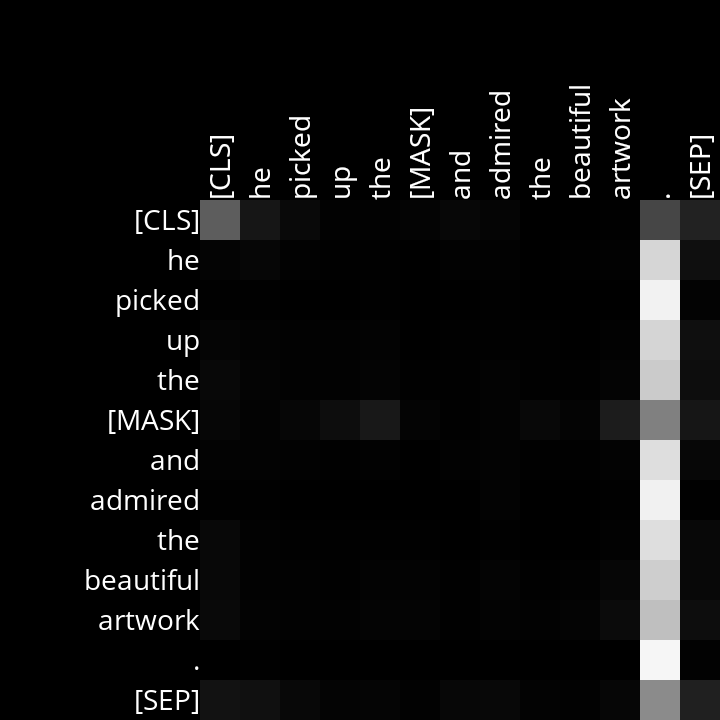 [CLS] he picked up the [MASK] and admired the beautiful artwork . [SEP]
[CLS]
he
picked
up
the
[MASK]
and
admired
the
beautiful
artwork
.
[SEP]